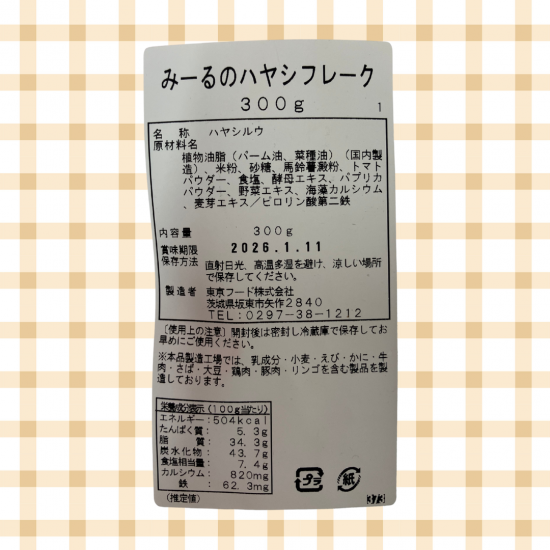 みーるのハヤシフレーク
300g
1
名 称 ハヤシルウ
原材料名
植物油脂（パーム油、菜種油）（国内製
造）、米粉、砂糖、馬鈴薯澱粉、トマト
パウダー、食塩、酵母エキス、パプリカ
パウダー、野菜エキス、海藻カルシウム
、麦芽エキス／ピロリン酸第二鉄
内容量 300g
賞味期限 2026.1.11
保存方法 直射日光、高温多湿を避け、涼しい場所
で保存してください。
製造者 東京フード株式会社
茨城県坂東市矢作2840
TEL:0297-38-1212
［使用上の注意］開封後は密封し冷蔵庫で保存してお
早めにご使用ください。
※本品製造工場では、乳成分・小麦・えび・かに・牛
肉・さば・大豆・鶏肉・豚肉・リンゴを含む製品を製
造しております。
栄養成分表示（100g当たり）
エネルギー：504kcal
たんぱく質： 5.3g
脂 質： 34.3g
炭水化物： 43.7g
食塩相当量： 7.4g
カルシウム： 820mg
鉄： 62.3mg
（推定値）
プラ
紙